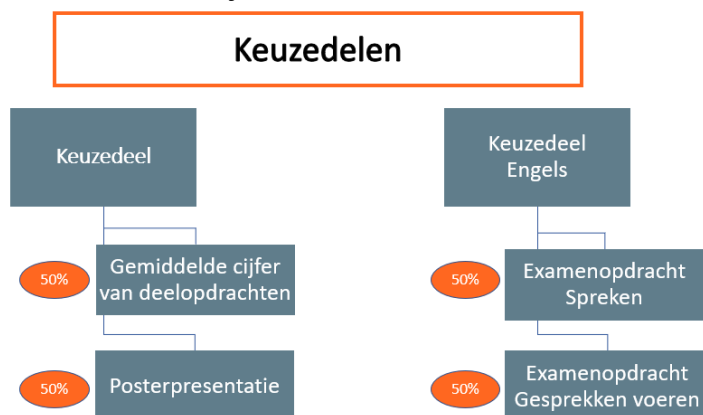 Keuzedelen
Keuzedeel
Keuzedeel
Engels
50%
Gemiddelde cijfer
van deelopdrachten
50%
Examenopdracht
Spreken
50%
Posterpresentatie
50%
Examenopdracht
Gesprekken voeren